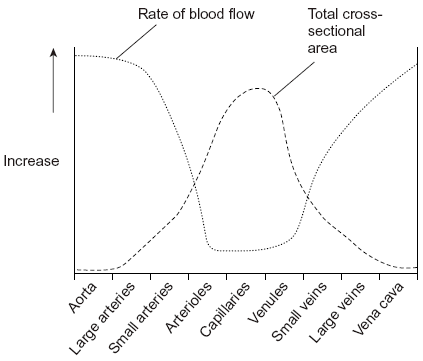 Rate of blood flow
Total cross-
sectional
area
Increase
Aorta
Large arteries
Small arteries
Arterioles
Capillaries
Venules
Small veins
Large veins
Vena cava